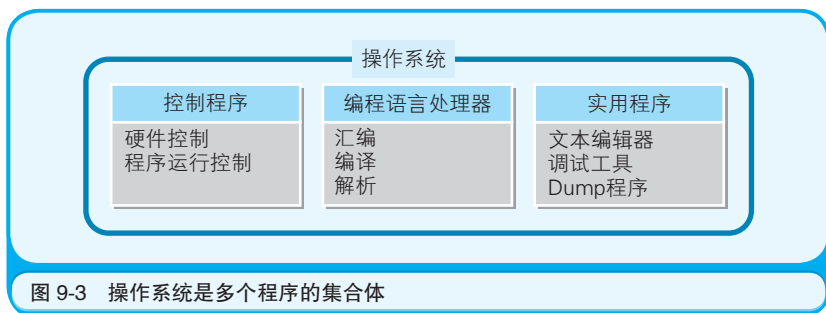 操作系统
控制程序
硬件控制
程序运行控制
编程语言处理器
汇编
编译
解析
实用程序
文本编辑器
调试工具
Dump程序
图 9-3 操作系统是多个程序的集合体